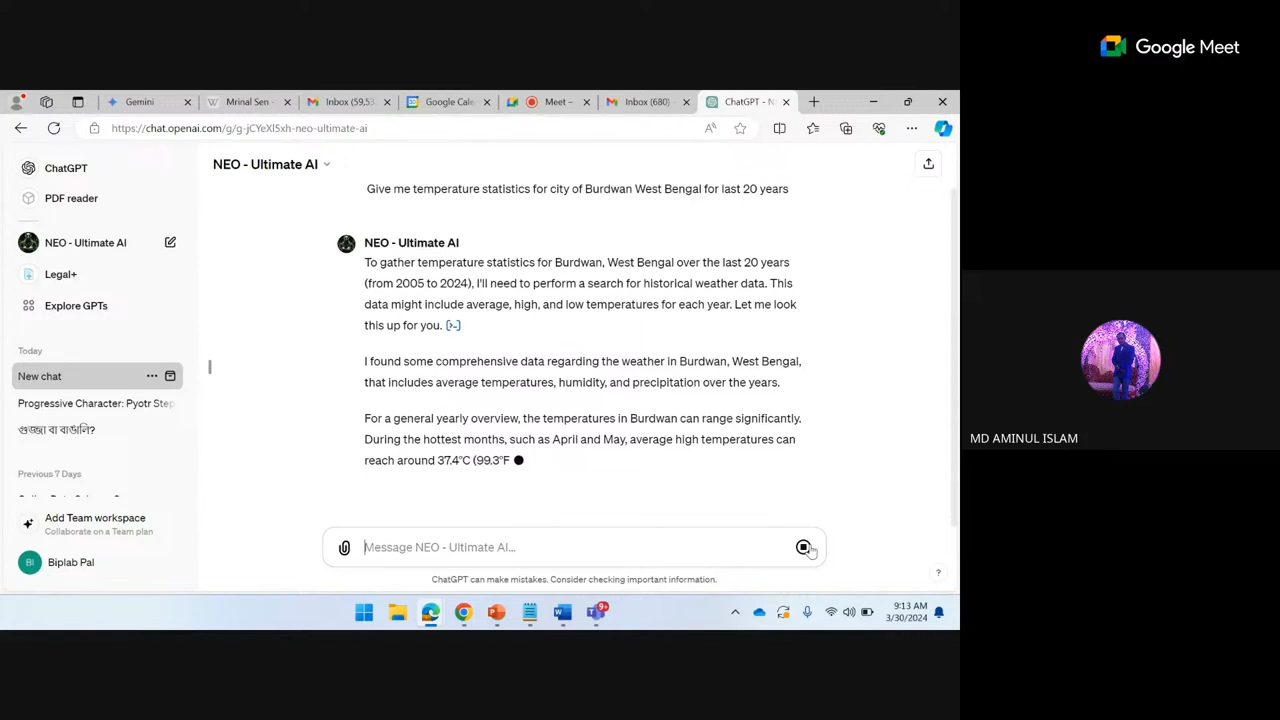 Google Meet
Gemini
Mrinal Sen -
Inbox (59,53
Google Cale
Meet –
Inbox (680) -
ChatGPT - N
https://chat.openai.com/g/g-jCYeXl5xh-neo-ultimate-ai
ChatGPT
PDF reader
NEO - Ultimate AI
Legal+
Explore GPTs
Today
New chat
Progressive Character: Pyotr Step
Previous 7 Days
Add Team workspace
Collaborate on a Team plan
BI
Biplab Pal
NEO - Ultimate AI
Give me temperature statistics for city of Burdwan West Bengal for last 20 years
NEO - Ultimate AI
To gather temperature statistics for Burdwan, West Bengal over the last 20 years
(from 2005 to 2024), I'll need to perform a search for historical weather data. This
data might include average, high, and low temperatures for each year. Let me look
this up for you. [>-]
I found some comprehensive data regarding the weather in Burdwan, West Bengal,
that includes average temperatures, humidity, and precipitation over the years.
For a general yearly overview, the temperatures in Burdwan can range significantly.
During the hottest months, such as April and May, average high temperatures can
reach around 37.4°C (99.3°F
Message NEO - Ultimate AI...
ChatGPT can make mistakes. Consider checking important information.
?
9+
9:13 AM
3/30/2024
MD AMINUL ISLAM